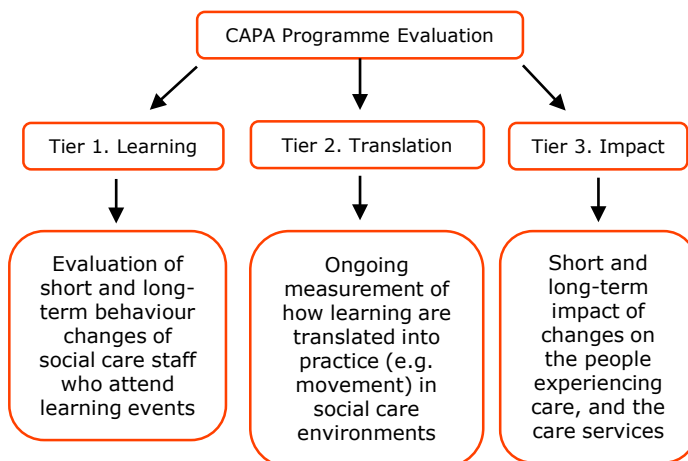 CAPA Programme Evaluation
Tier 1. Learning
Tier 2. Translation
Tier 3. Impact
Evaluation of
short and long-
term behaviour
changes of
social care staff
who attend
learning events
Ongoing
measurement of
how learning are
translated into
practice (e.g.
movement) in
social care
environments
Short and
long-term
impact of
changes on
the people
experiencing
care, and the
care services